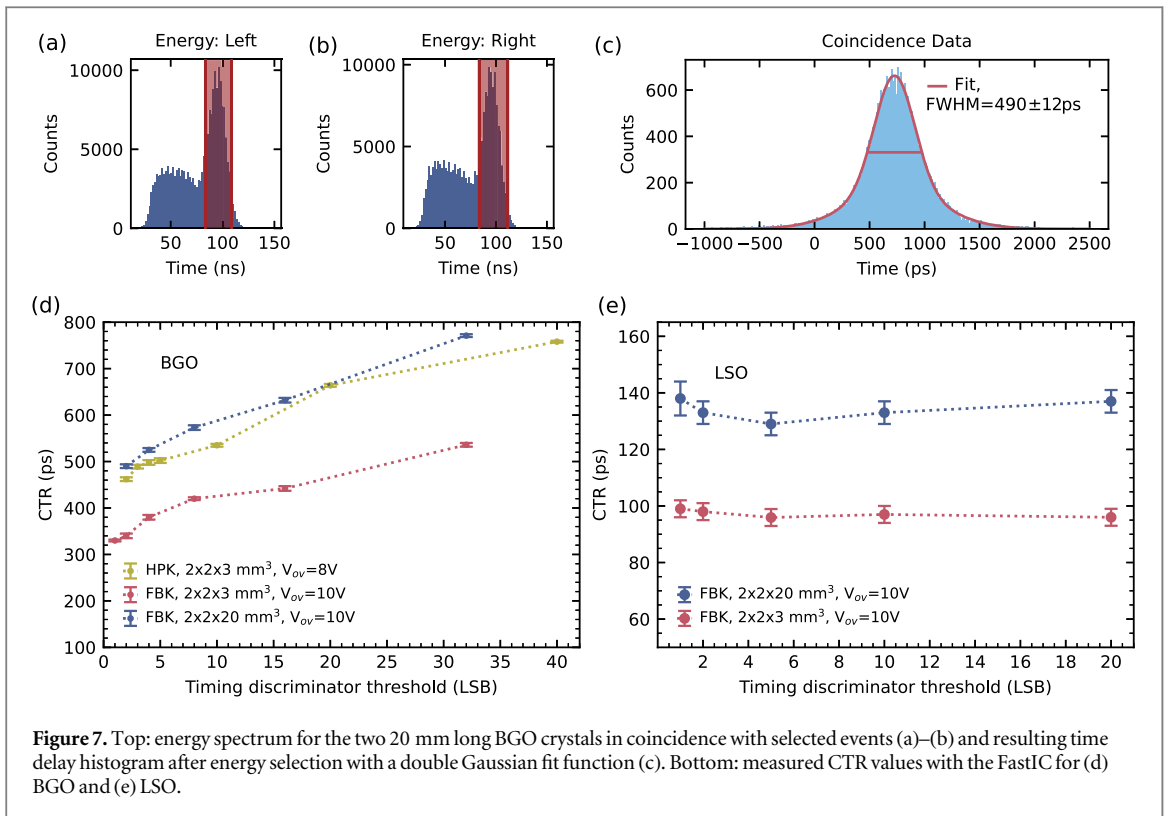 (a)
Energy: Left
10000
5000
0
Counts
50
100
150
Time (ns)
(b)
Energy: Right
10000
5000
0
Counts
50
100
150
Time (ns)
(c)
Coincidence Data
600
400
200
0
Counts
Fit,
FWHM=490±12ps
−1000
−500
0
500
1000
1500
2000
2500
Time (ps)
(d)
800
700
600
500
400
300
200
100
CTR (ps)
BGO
HPK, 2x2x3 mm³, Vov=8V
FBK, 2x2x3 mm³, Vov=10V
FBK, 2x2x20 mm³, Vov=10V
0
5
10
15
20
25
30
35
40
Timing discriminator threshold (LSB)
(e)
160
140
120
100
80
60
CTR (ps)
LSO
FBK, 2x2x20 mm³, Vov=10V
FBK, 2x2x3 mm³, Vov=10V
2
4
6
8
10
12
14
16
18
20
Timing discriminator threshold (LSB)
Figure 7. Top: energy spectrum for the two 20 mm long BGO crystals in coincidence with selected events (a)–(b) and resulting time
delay histogram after energy selection with a double Gaussian fit function (c). Bottom: measured CTR values with the FastIC for (d)
BGO and (e) LSO.